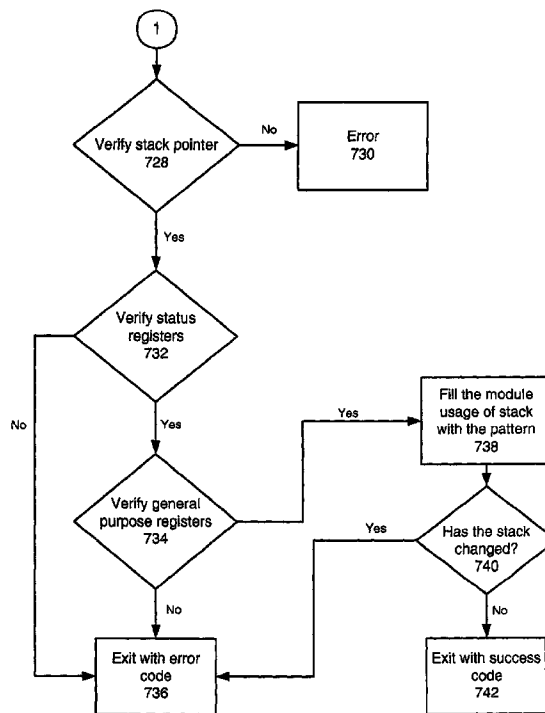 1
Verify stack pointer
728
No
Error
730
Yes
Verify status
registers
732
No
Yes
Verify general
purpose registers
734
Yes
Fill the module
usage of stack
with the pattern
738
Has the stack
changed?
740
Yes
No
No
Exit with error
code
736
Exit with success
code
742